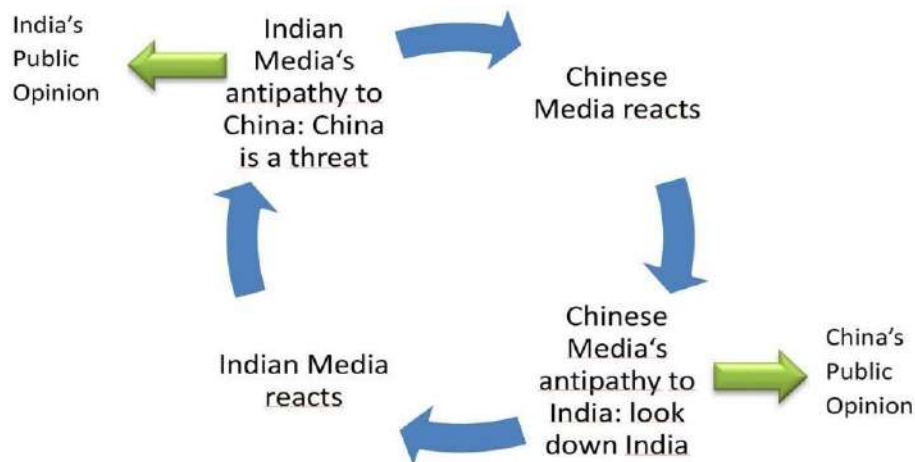 India's
Public
Opinion
Indian
Media‘s
antipathy to
China: China
is a threat
Chinese
Media reacts
Chinese
Media‘s
antipathy to
India: look
down India
China's
Public
Opinion
Indian Media
reacts